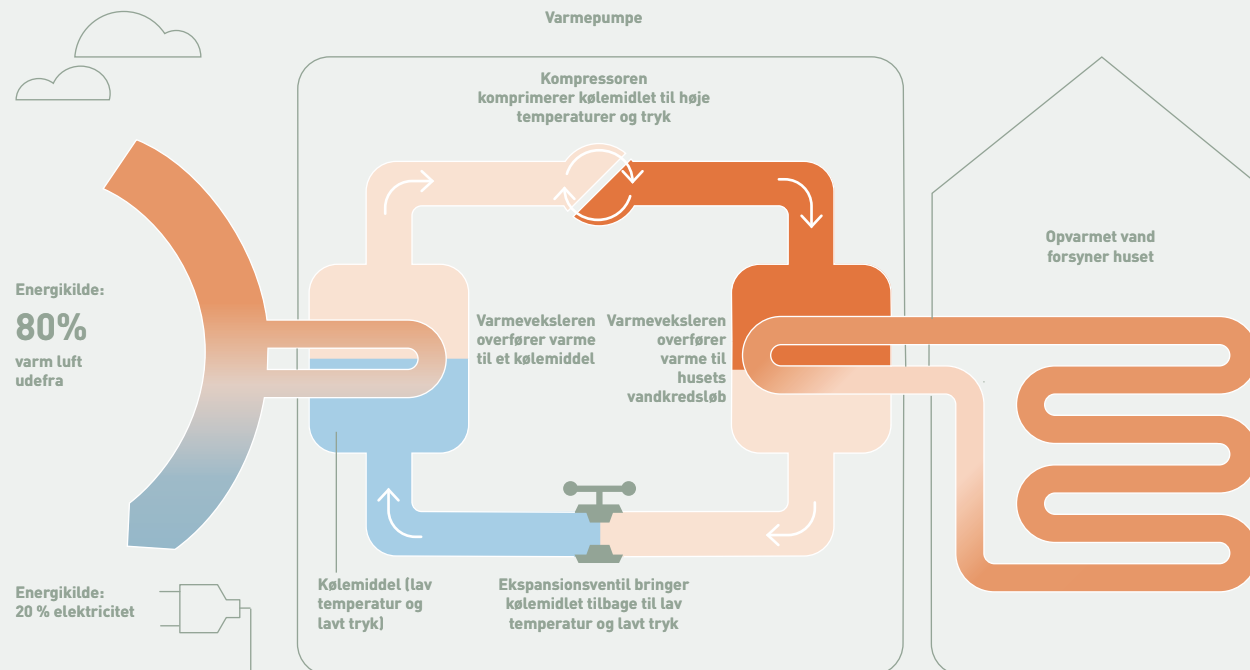 Varmepumpe
Kompressoren
komprimerer kølemidlet til høje
temperaturer og tryk
Energikilde:
80%
varm luft
udefra
Varmeveksleren
overfører varme
til et kølemiddel
Varmeveksleren
overfører
varme til
husets
vandkredsløb
Opvarmet vand
forsyner huset
Energikilde:
20 % elektricitet
Kølemiddel (lav
temperatur og
lavt tryk)
Ekspansionsventil bringer
kølemidlet tilbage til lav
temperatur og lavt tryk